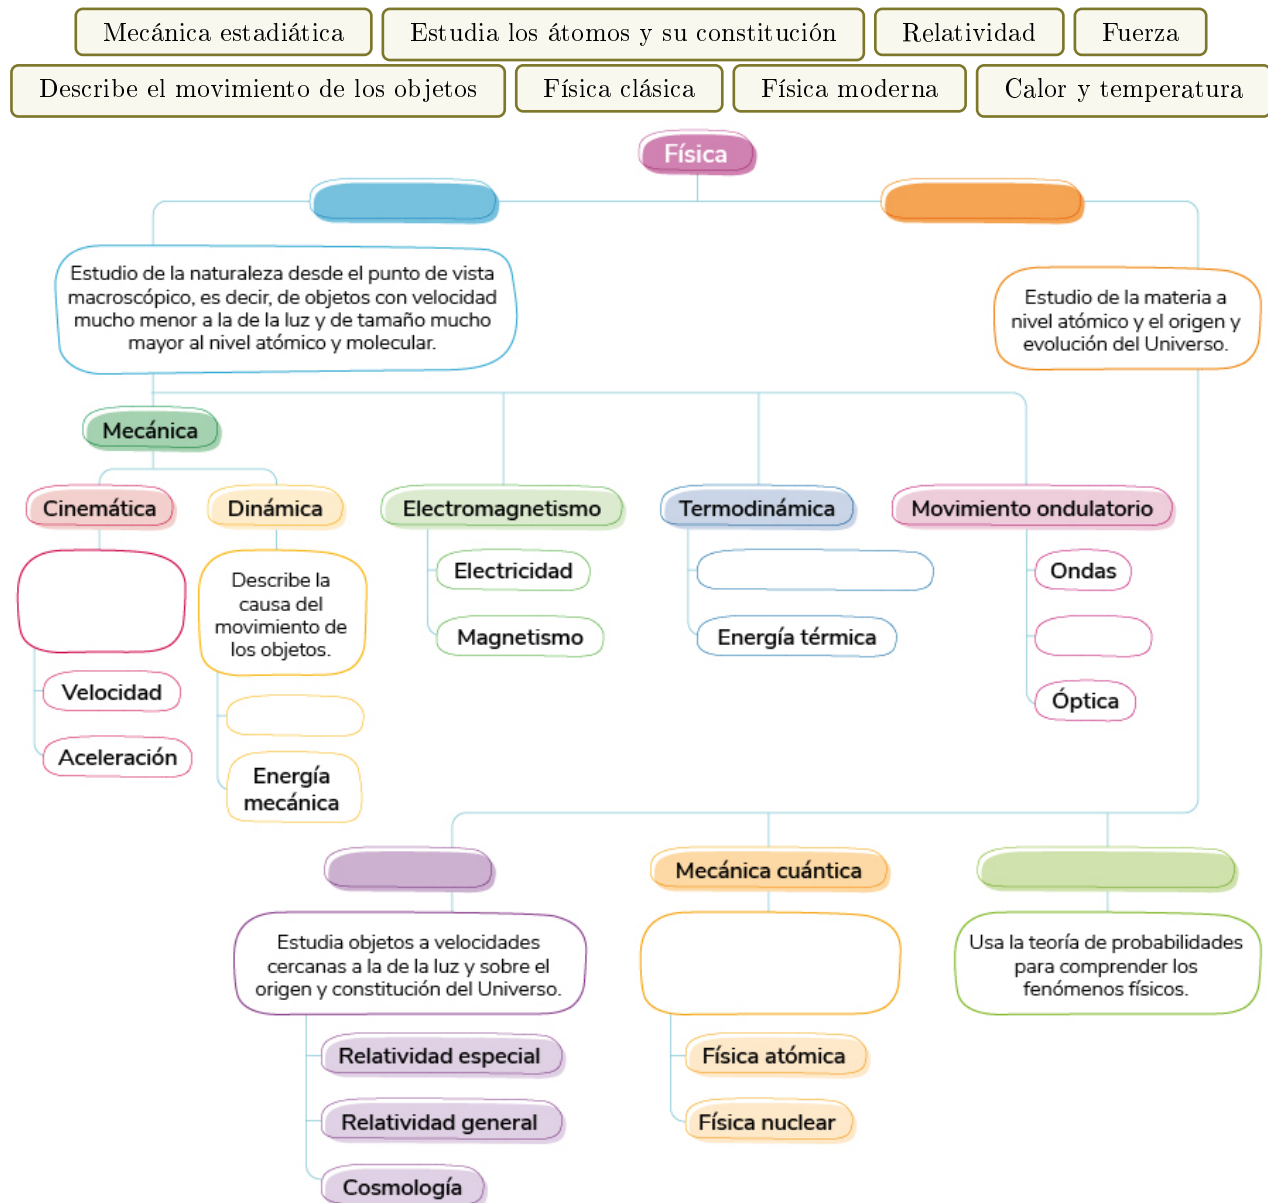 Mecánica estadiática
Estudia los átomos y su constitución
Relatividad
Fuerza
Describe el movimiento de los objetos
Física clásica
Física moderna
Calor y temperatura
Física
Estudio de la naturaleza desde el punto de vista
macroscópico, es decir, de objetos con velocidad
mucho menor a la de la luz y de tamaño mucho
mayor al nivel atómico y molecular.
Estudio de la materia a
nivel atómico y el origen y
evolución del Universo.
Mecánica
Cinemática
Dinámica
Electromagnetismo
Termodinámica
Movimiento ondulatorio
Describe la
causa del
movimiento de
los objetos.
Electricidad
Magnetismo
Energía térmica
Ondas
Óptica
Velocidad
Aceleración
Energía
mecánica
Mecánica cuántica
Estudia objetos a velocidades
cercanas a la de la luz y sobre el
origen y constitución del Universo.
Usa la teoría de probabilidades
para comprender los
fenómenos físicos.
Relatividad especial
Relatividad general
Cosmología
Física atómica
Física nuclear